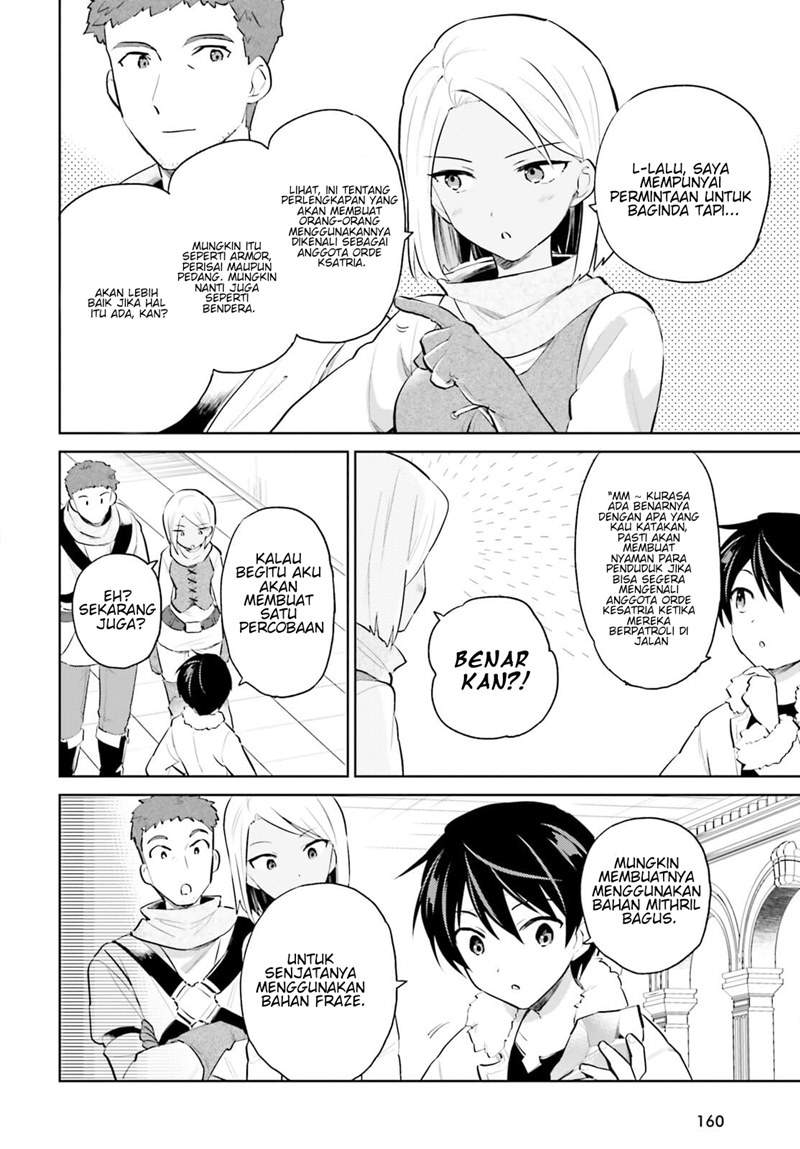 L-LALU, SAYA
MEMPUNYAI
PERMINTAAN UNTUK
BAGINDA TAPI...
LIHAT, INI TENTANG
PERLENGKAPAN YANG
AKAN MEMBUAT
ORANG-ORANG
MENGGUNAKANNYA
DIKENALI SEBAGAI
ANGGOTA ORDE
KSATRIA.
MUNGKIN ITU
SEPERTI ARMOR,
PERISAI MAUPUN
PEDANG. MUNGKIN
NANTI JUGA
SEPERTI
BENDERA.
AKAN LEBIH
BAIK JIKA HAL
ITU ADA, KAN?
"MM ~ KURASA
ADA BENARNYA
DENGAN APA YANG
KAU KATAKAN,
PASTI AKAN
MEMBUAT
NYAMAN PARA
PENDUDUK JIKA
BISA SEGERA
MENGENALI
ANGGOTA ORDE
KESATRIA KETIKA
MEREKA
BERPATROLI DI
JALAN
BENAR
KAN?!
KALAU
BEGITU AKU
AKAN
MEMBUAT
SATU
PERCOBAAN
EH?
SEKARANG
JUGA?
MUNGKIN
MEMBUATNYA
MENGGUNAKAN
BAHAN MITHRIL
BAGUS.
UNTUK
SENJATANYA
MENGGUNAKAN
BAHAN FRAZE.
160